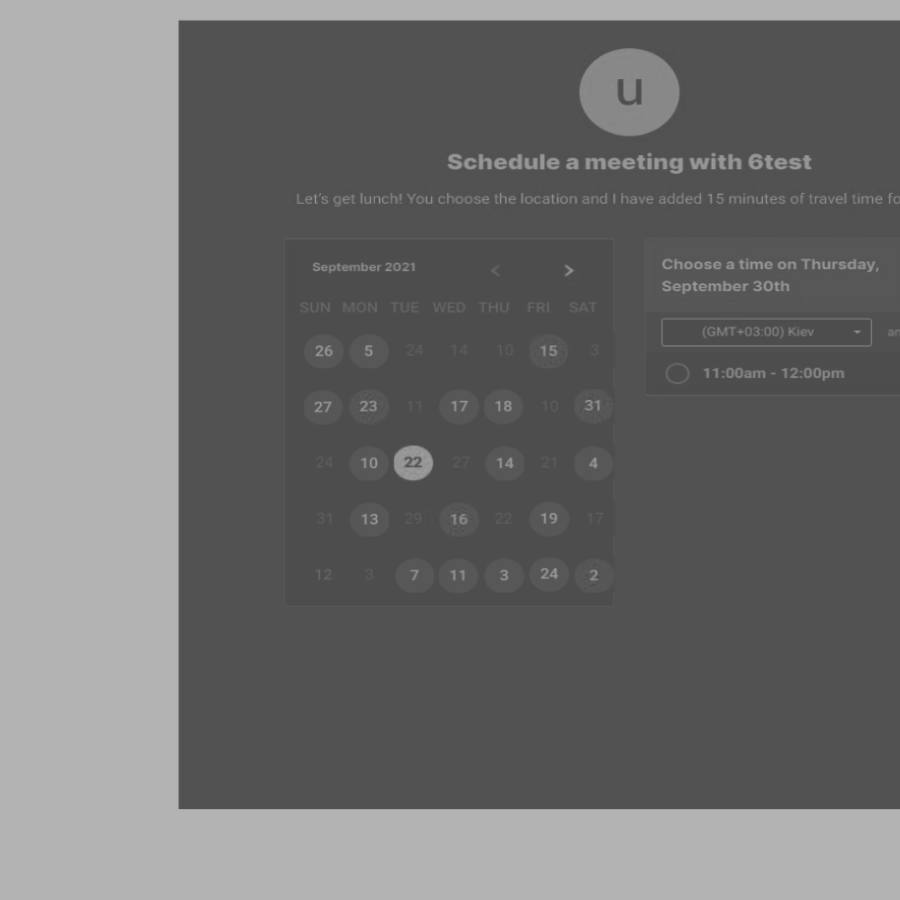 u
Schedule a meeting with 6test
Let's get lunch! You choose the location and I have added 15 minutes of travel time fo
September 2021 < >
SUN MON TUE WED THU FRI SAT
26 5 24 14 10 15 3
27 23 11 17 18 10 31
24 10 22 27 14 21 4
31 13 29 16 22 19 17
12 3 7 11 3 24 2
Choose a time on Thursday,
September 30th
(GMT+03:00) Kiev an
11:00am - 12:00pm